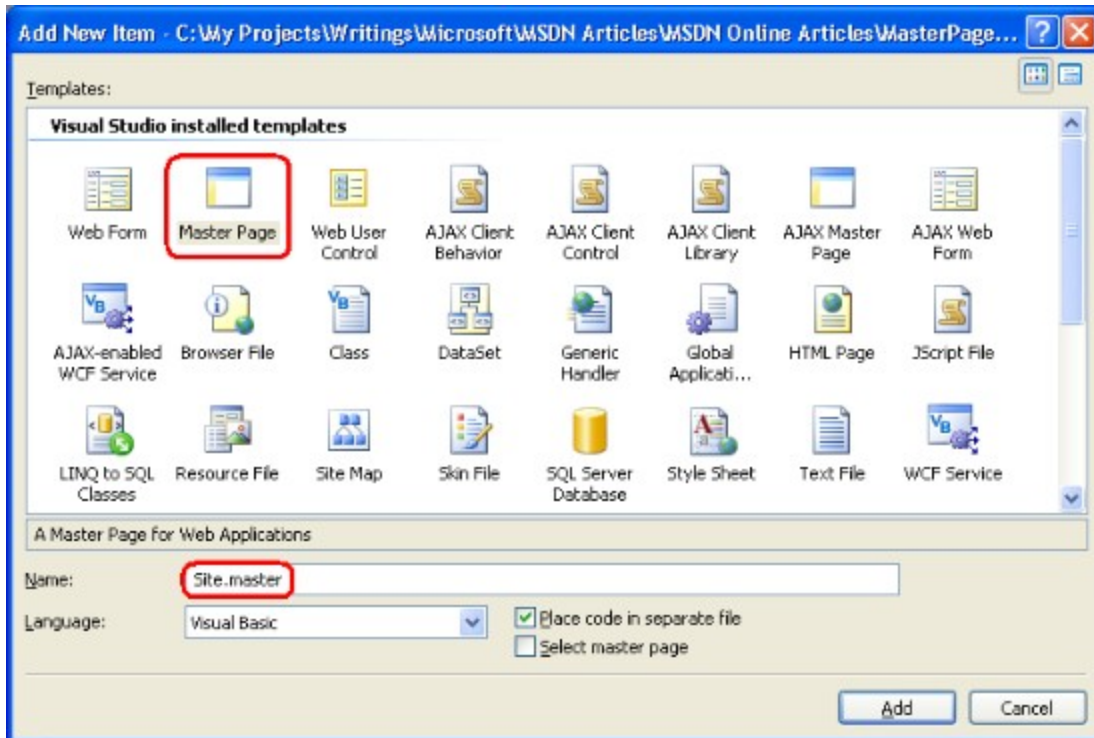 Add New Item - C:\My Projects\Writings\Microsoft\MSDN Articles\MSDN Online Articles\MasterPage...
Templates:
Visual Studio installed templates
Web Form
Master Page
Web User
Control
AJAX Client
Behavior
AJAX Client
Control
AJAX Client
Library
AJAX Master
Page
AJAX Web
Form
AJAX-enabled
WCF Service
Browser File
Class
DataSet
Generic
Handler
Global
Applicati...
HTML Page
JScript File
LINQ to SQL
Classes
Resource File
Site Map
Skin File
SQL Server
Database
Style Sheet
Text File
WCF Service
A Master Page for Web Applications
Name:
Site.master
Language:
Visual Basic
Place code in separate file
Select master page
Add
Cancel